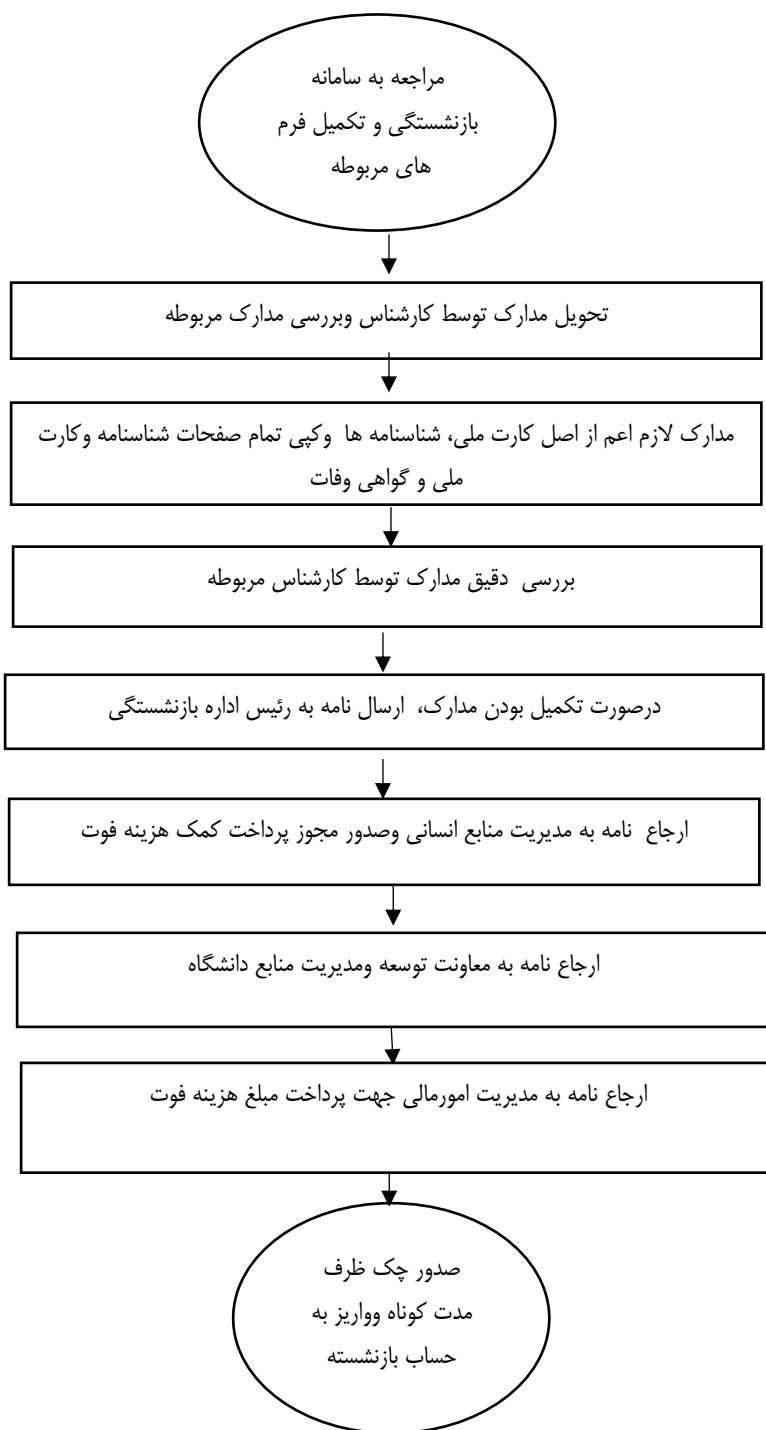 مراجعه به سامانه
بازنشستگی و تکمیل فرم
های مربوطه
تحویل مدارک توسط کارشناس وبررسی مدارک مربوطه
مدارک لازم اعم از اصل کارت ملی، شناسنامه ها وکپی تمام صفحات شناسنامه وکارت
ملی و گواهی وفات
بررسی دقیق مدارک توسط کارشناس مربوطه
درصورت تکمیل بودن مدارک، ارسال نامه به رئیس اداره بازنشستگی
ارجاع نامه به مدیریت منابع انسانی وصدور مجوز پرداخت کمک هزینه فوت
ارجاع نامه به معاونت توسعه ومدیریت منابع دانشگاه
ارجاع نامه به مدیریت امورمالی جهت پرداخت مبلغ هزینه فوت
صدور چک ظرف
مدت کوناه وواریز به
حساب بازنشسته